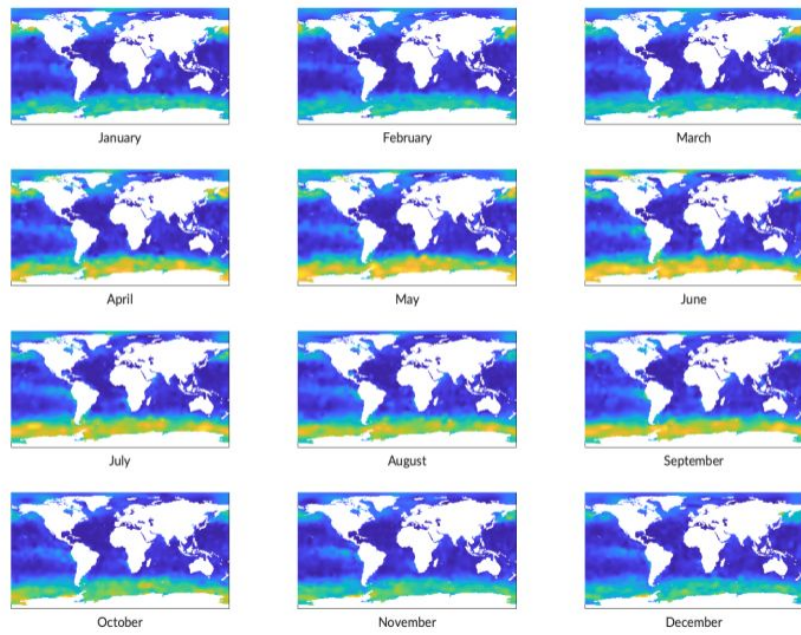 January
February
March
April
May
June
July
August
September
October
November
December